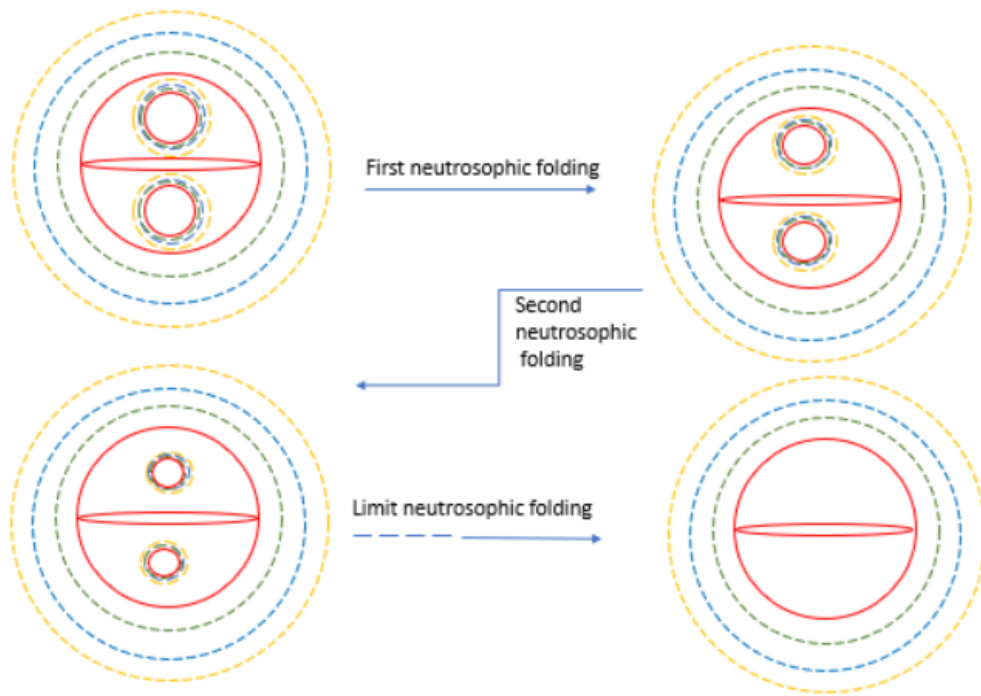 First neutrosophic folding
Second
neutrosophic
folding
Limit neutrosophic folding